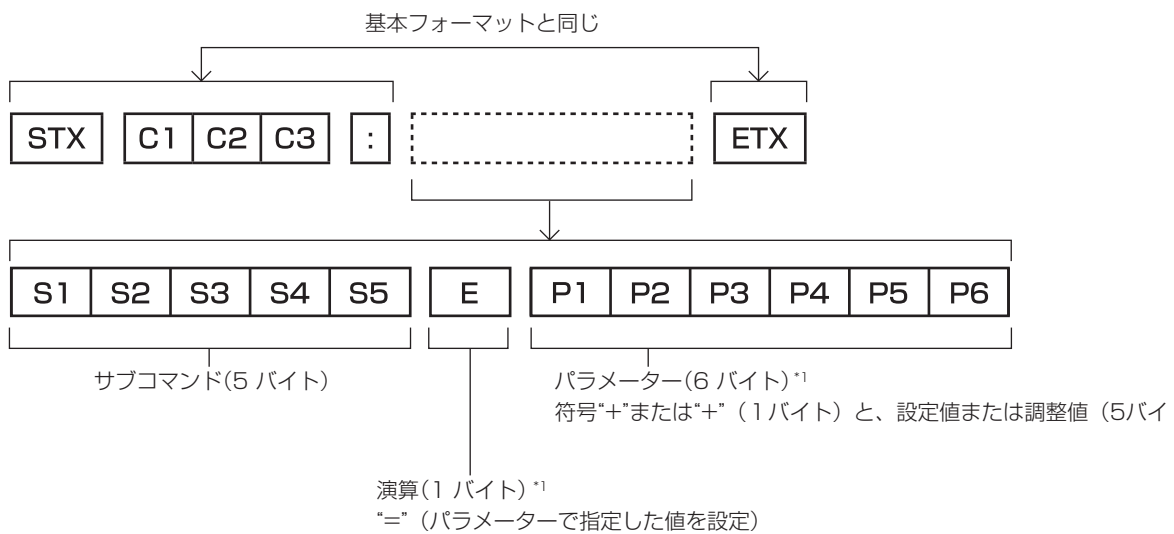 基本フォーマットと同じ
STX C1 C2 C3 : ETX
S1 S2 S3 S4 S5 E P1 P2 P3 P4 P5 P6
サブコマンド(5 バイト)
パラメーター(6 バイト)*1
符号“+”または“+”（1バイト）と、設定値または調整値（5バイ
演算(1 バイト)*1
“=”（パラメーターで指定した値を設定）